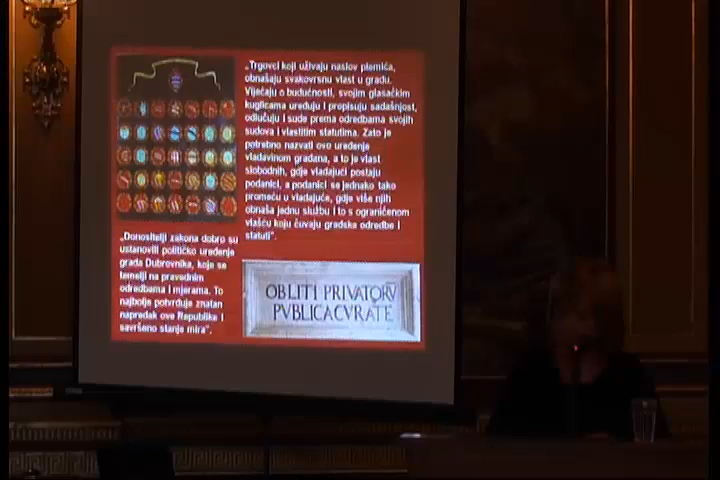 „Trgovci koji uživaju naslov plemića,
obnašaju svakovrsnu vlast u gradu.
Vijećaju o budućnosti, svojim glasačkim
kuglicama uređuju i propisuju sadašnjost,
odlučuju i sude prema odredbama svojih
sudova i vlastitim statutima. Zato je
potrebno nazvati ovo uređenje
vladavinom građana, a to je vlast
slobodnih, gdje vladajući postaju
podanici, a podanici se jednako tako
promeću u vladajuće, gdje više njih
obnaša jednu službu i to s ograničenom
vlašću koju čuvaju gradske odredbe i
statuti".
„Donositelji zakona dobro su
ustanovili političko uređenje
grada Dubrovnika, koje se
temelji na pravednim
odredbama i mjerama. To
najbolje potvrđuje znatan
napredak ove Republike i
savršeno stanje mira".
OBLITI PRIVATORV
PVBLICA CVRATE